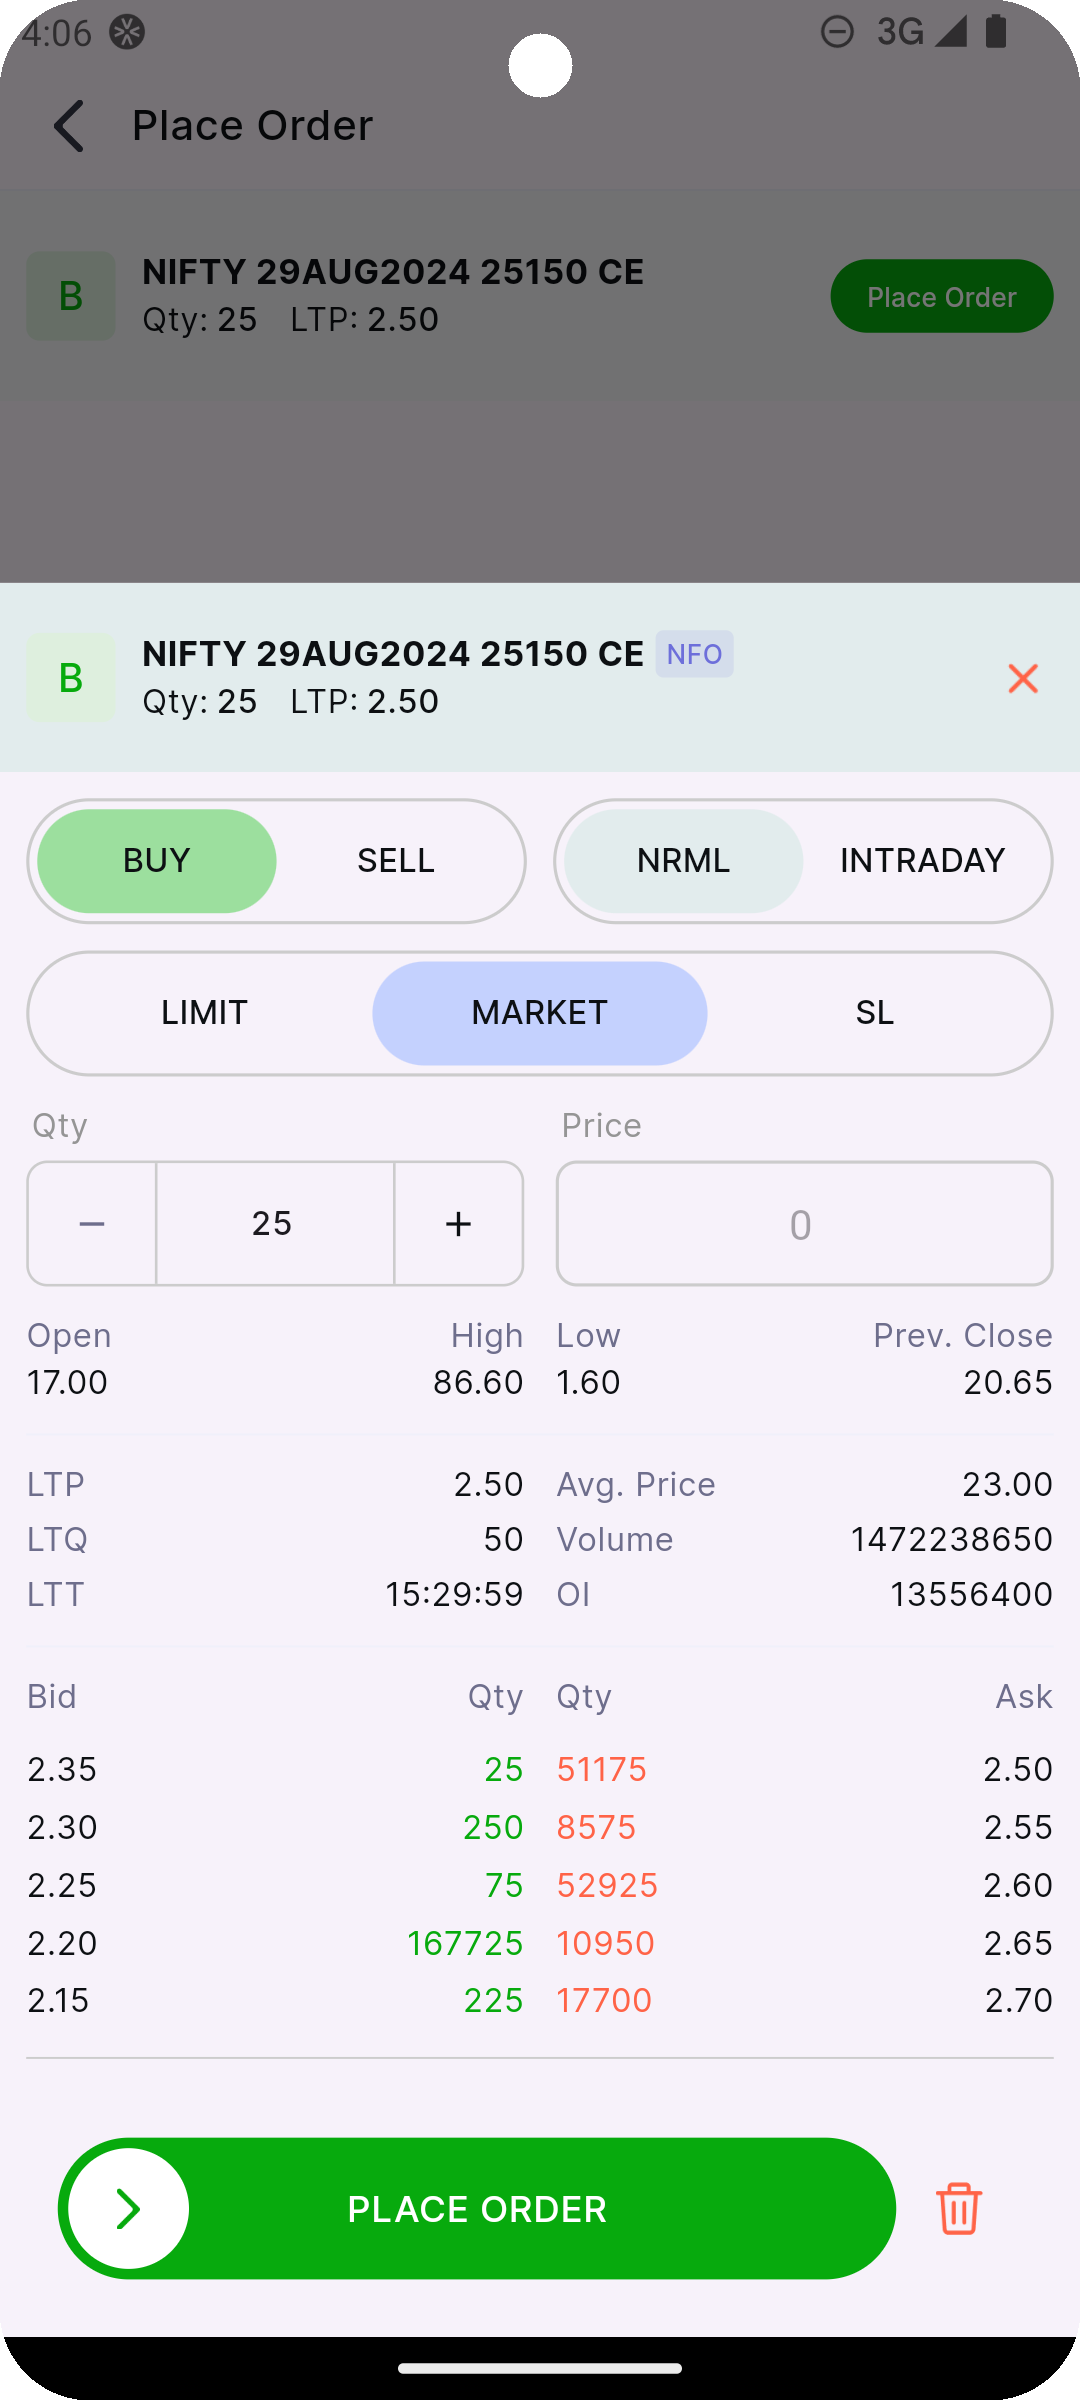 4:06 3G
Place Order
B NIFTY 29AUG2024 25150 CE
Qty: 25 LTP: 2.50
Place Order
B NIFTY 29AUG2024 25150 CE NFO
Qty: 25 LTP: 2.50
BUY SELL NRML INTRADAY
LIMIT MARKET SL
Qty Price
− 25 + 0
Open High Low Prev. Close
17.00 86.60 1.60 20.65
LTP 2.50 Avg. Price 23.00
LTQ 50 Volume 1472238650
LTT 15:29:59 OI 13556400
Bid Qty Qty Ask
2.35 25 51175 2.50
2.30 250 8575 2.55
2.25 75 52925 2.60
2.20 167725 10950 2.65
2.15 225 17700 2.70
PLACE ORDER